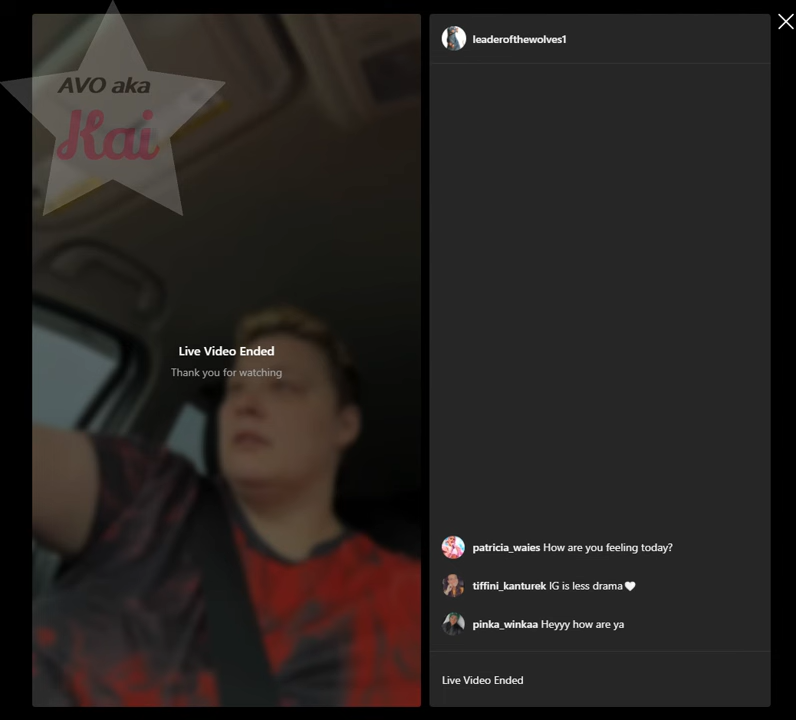 AVO aka
Kai
Live Video Ended
Thank you for watching
leaderofthewolves1
patricia_waies How are you feeling today?
tiffini_kanturek IG is less drama🤍
pinka_winkaa Heyyy how are ya
Live Video Ended